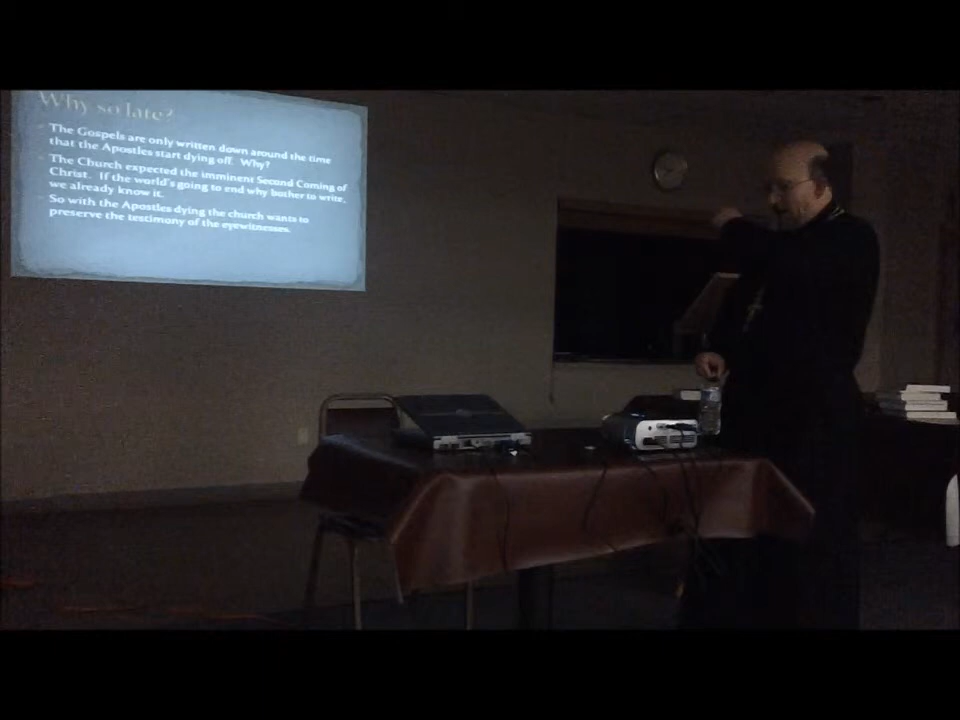 Why so late?
The Gospels are only written down around the time
that the Apostles start dying off. Why?
The Church expected the imminent Second Coming of
Christ. If the world's going to end why bother to write,
we already know it.
So with the Apostles dying the church wants to
preserve the testimony of the eyewitnesses.